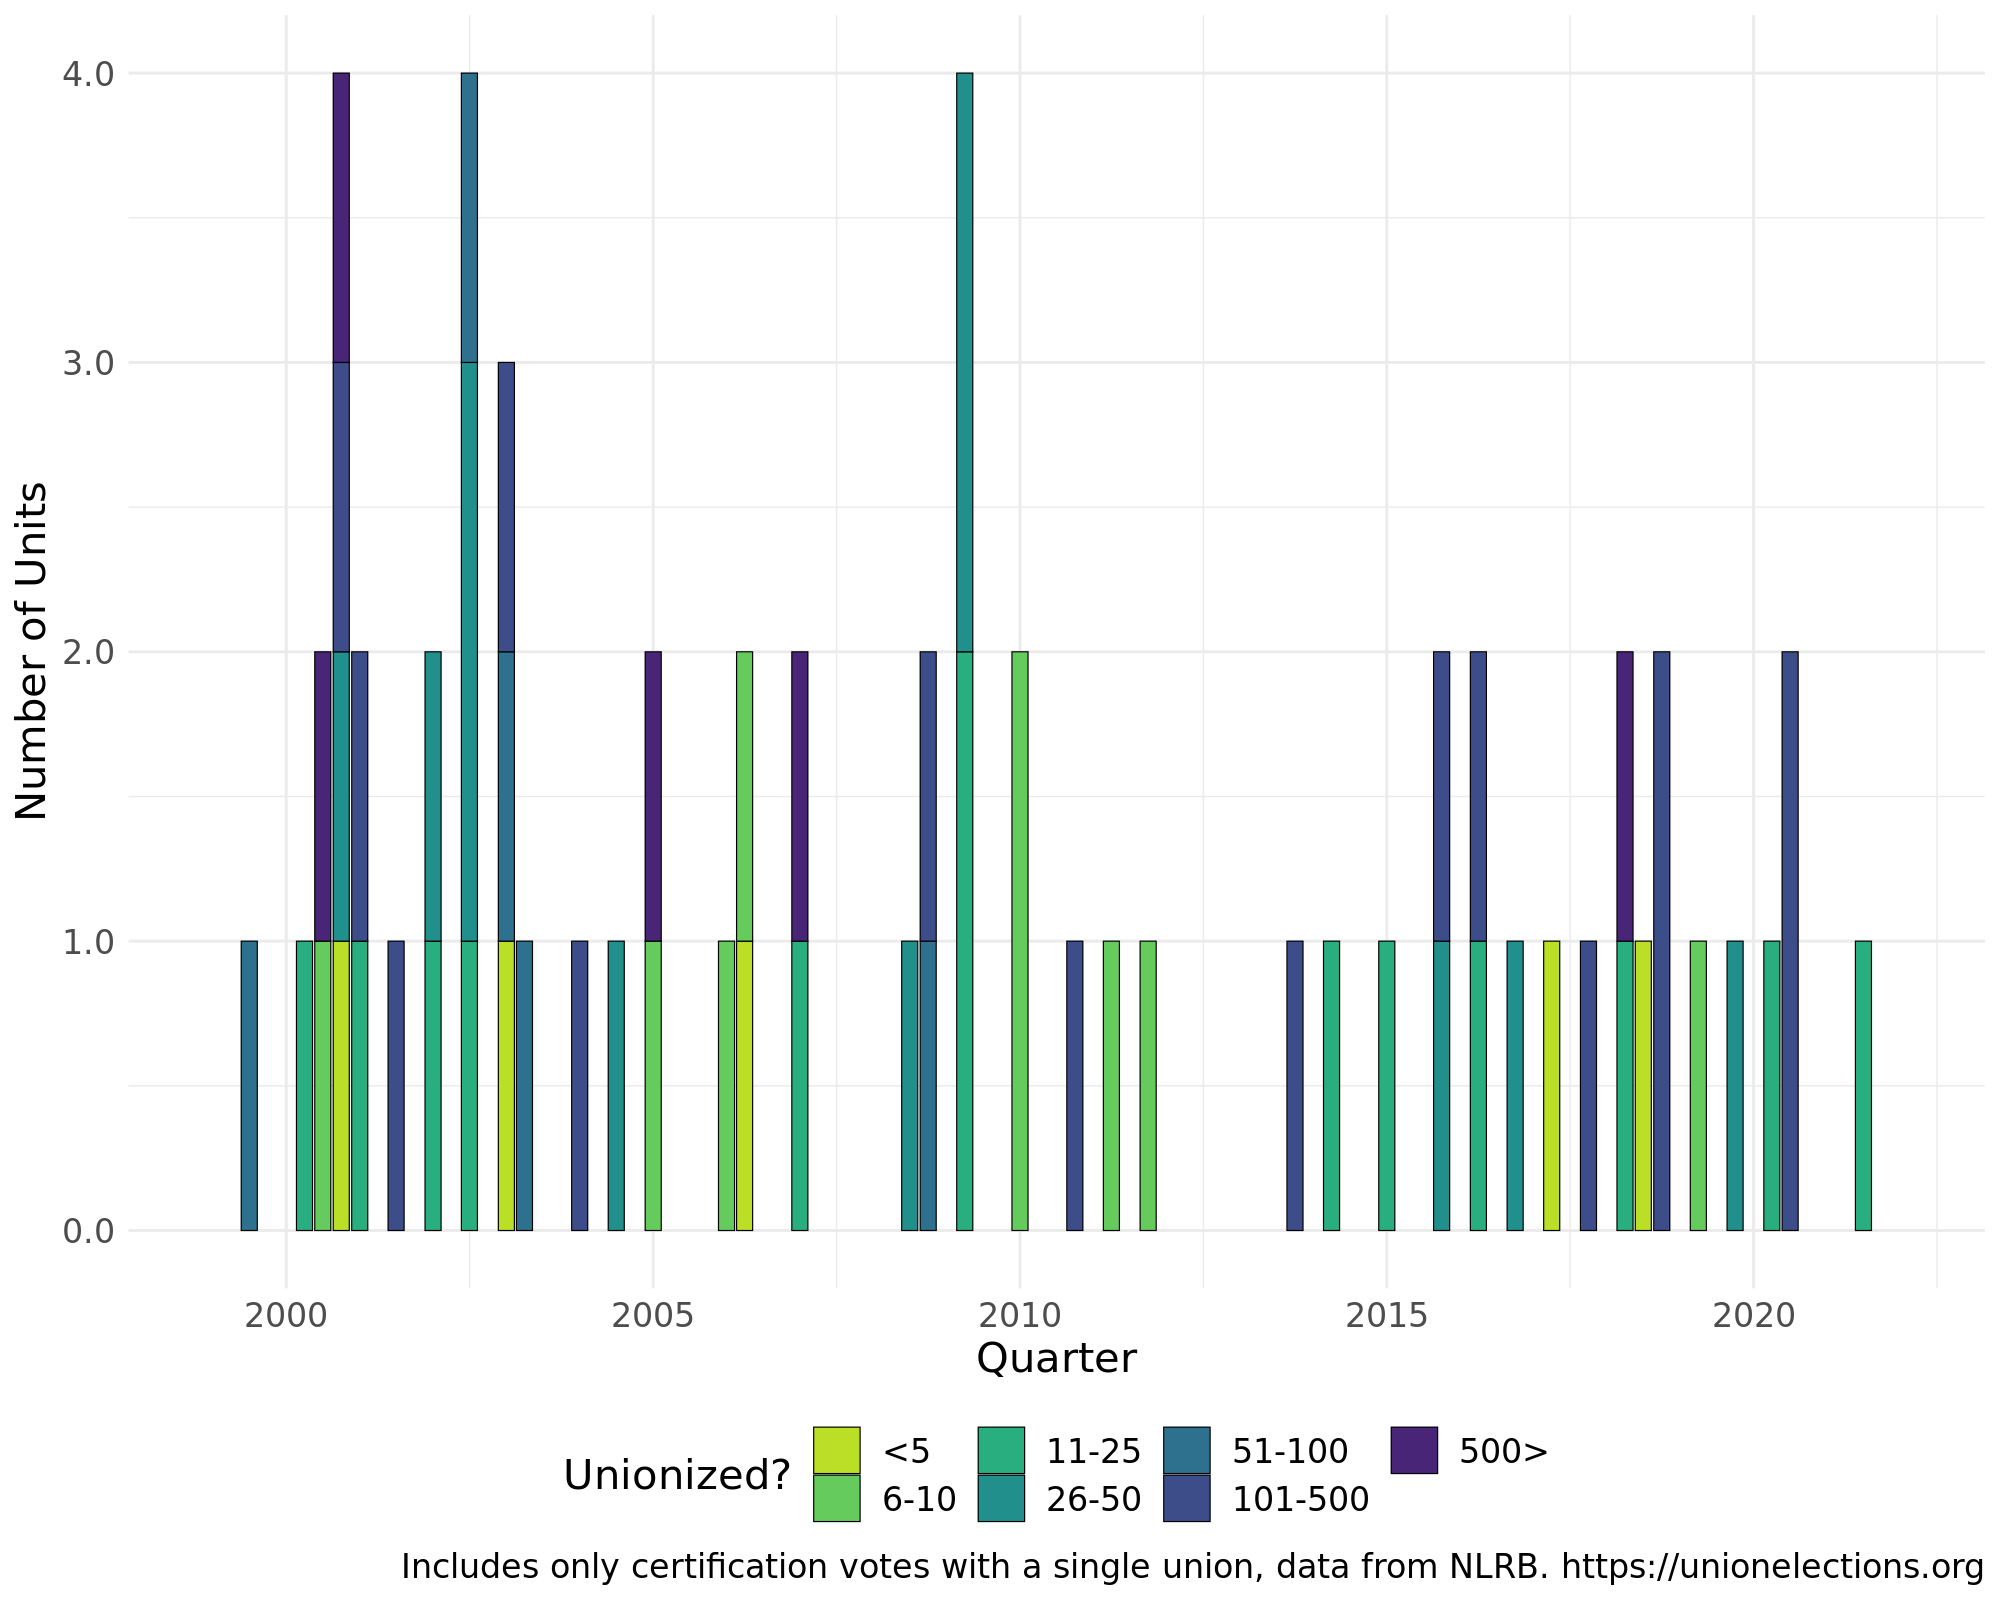 4.0
3.0
2.0
1.0
0.0
Number of Units
2000 2005 2010 2015 2020
Quarter
Unionized?
<5 11-25 51-100 500>
6-10 26-50 101-500
Includes only certification votes with a single union, data from NLRB. https://unionelections.org